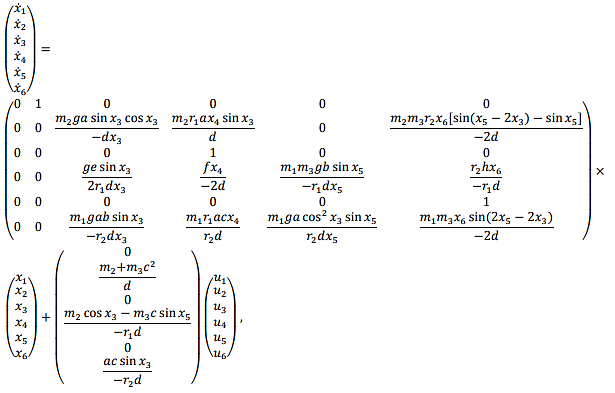 ẋ₁
ẋ₂
ẋ₃
ẋ₄
ẋ₅
ẋ₆
=
0 1 0 0 0 0
0 0 m₂ga sin x₃ cos x₃ / −dx₃ m₂r₁ax₄ sin x₃ / d 0 m₂m₃r₂x₆[sin(x₅ − 2x₃) − sin x₅] / −2d
0 0 0 1 0 0
0 0 ge sin x₃ / 2r₁dx₃ fx₄ / −2d m₁m₃gb sin x₅ / −r₁dx₅ r₂hx₆ / −r₁d
0 0 0 0 0 1
0 0 m₁gab sin x₃ / −r₂dx₃ m₁r₁acx₄ / r₂d m₁ga cos² x₃ sin x₅ / r₂dx₅ m₁m₃x₆ sin(2x₅ − 2x₃) / −2d
×
x₁
x₂
x₃
x₄
x₅
x₆
+
0
m₂+m₃c² / d
0
m₂ cos x₃ − m₃c sin x₅ / −r₁d
0
ac sin x₃ / −r₂d
u₁
u₂
u₃
u₄
u₅
u₆
,